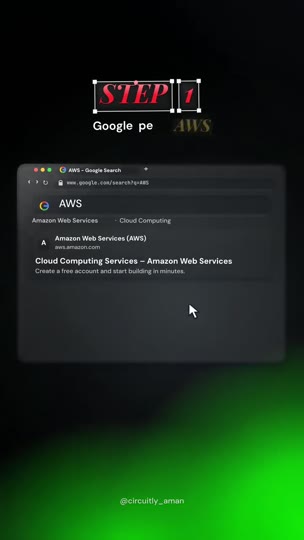 STEP 1
Google pe AWS
AWS - Google Search +
www.google.com/search?q=AWS
AWS
Amazon Web Services · Cloud Computing
A Amazon Web Services (AWS)
aws.amazon.com
Cloud Computing Services – Amazon Web Services
Create a free account and start building in minutes.
@circuitly_aman